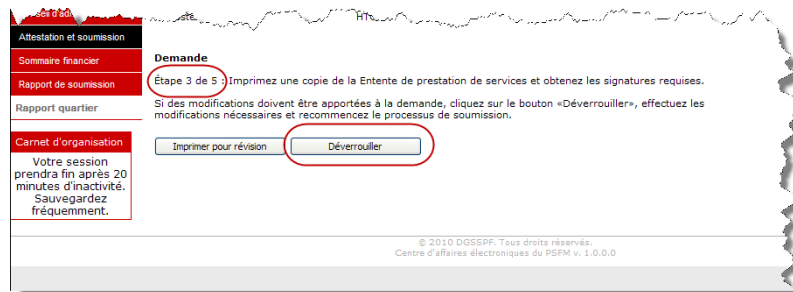 Attestation et soumission
Sommaire financier
Rapport de soumission
Rapport quartier
Carnet d'organisation
Votre session
prendra fin après 20
minutes d'inactivité.
Sauvegardez
fréquemment.
Demande
Étape 3 de 5 : Imprimez une copie de la Entente de prestation de services et obtenez les signatures requises.
Si des modifications doivent être apportées à la demande, cliquez sur le bouton «Déverrouiller», effectuez les
modifications nécessaires et recommencez le processus de soumission.
Imprimer pour révision Déverrouiller
© 2010 DGSSPF. Tous droits réservés.
Centre d'affaires électroniques du PSFM v. 1.0.0.0